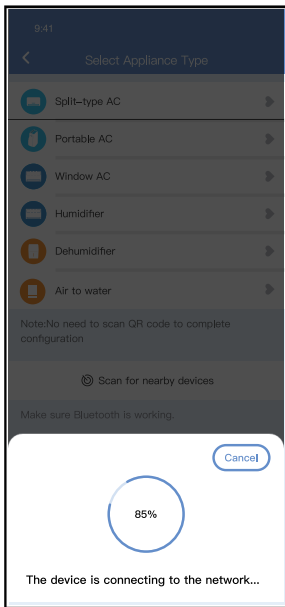 9:41
Select Appliance Type
Split-type AC
Portable AC
Window AC
Humidifier
Dehumidifier
Air to water
Note:No need to scan QR code to complete
configuration
Scan for nearby devices
Make sure Bluetooth is working.
Cancel
85%
The device is connecting to the network...